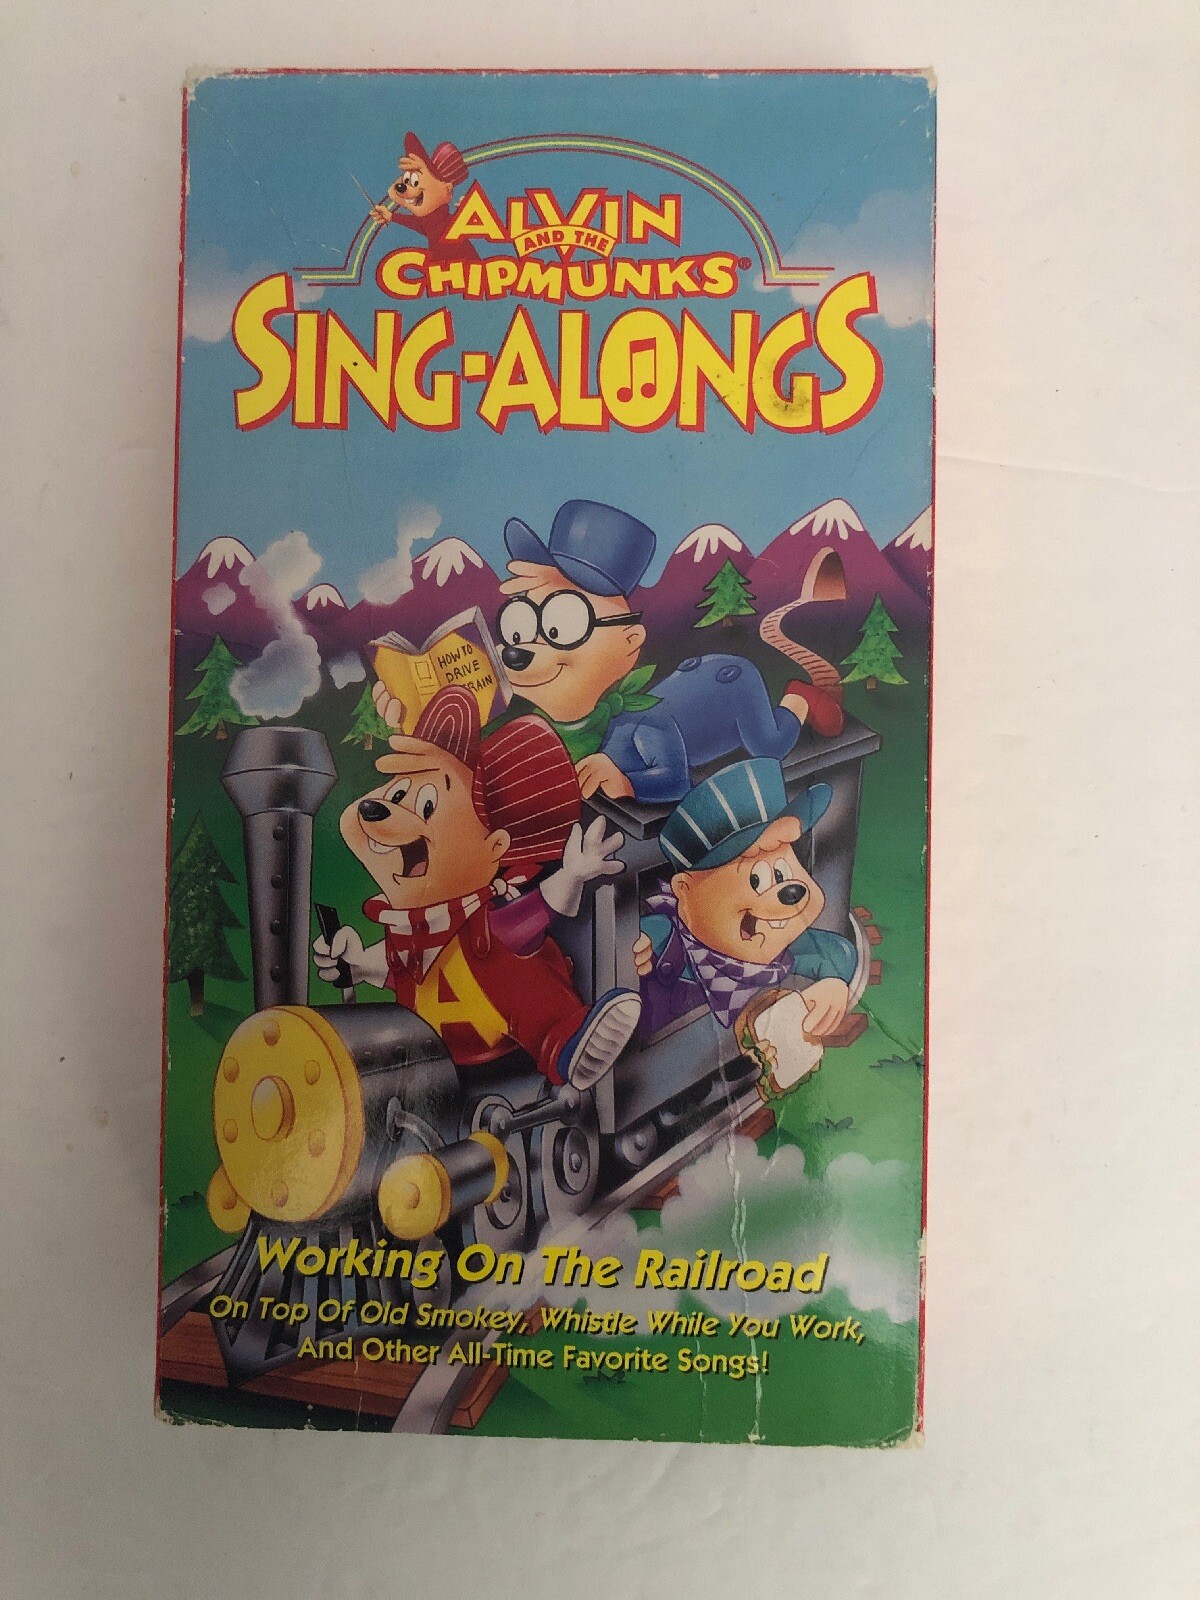 ALVIN
AND THE
CHIPMUNKS®
SING-ALONGS
HOW TO
DRIVE
TRAIN
A
Working On The Railroad
On Top Of Old Smokey, Whistle While You Work,
And Other All-Time Favorite Songs!